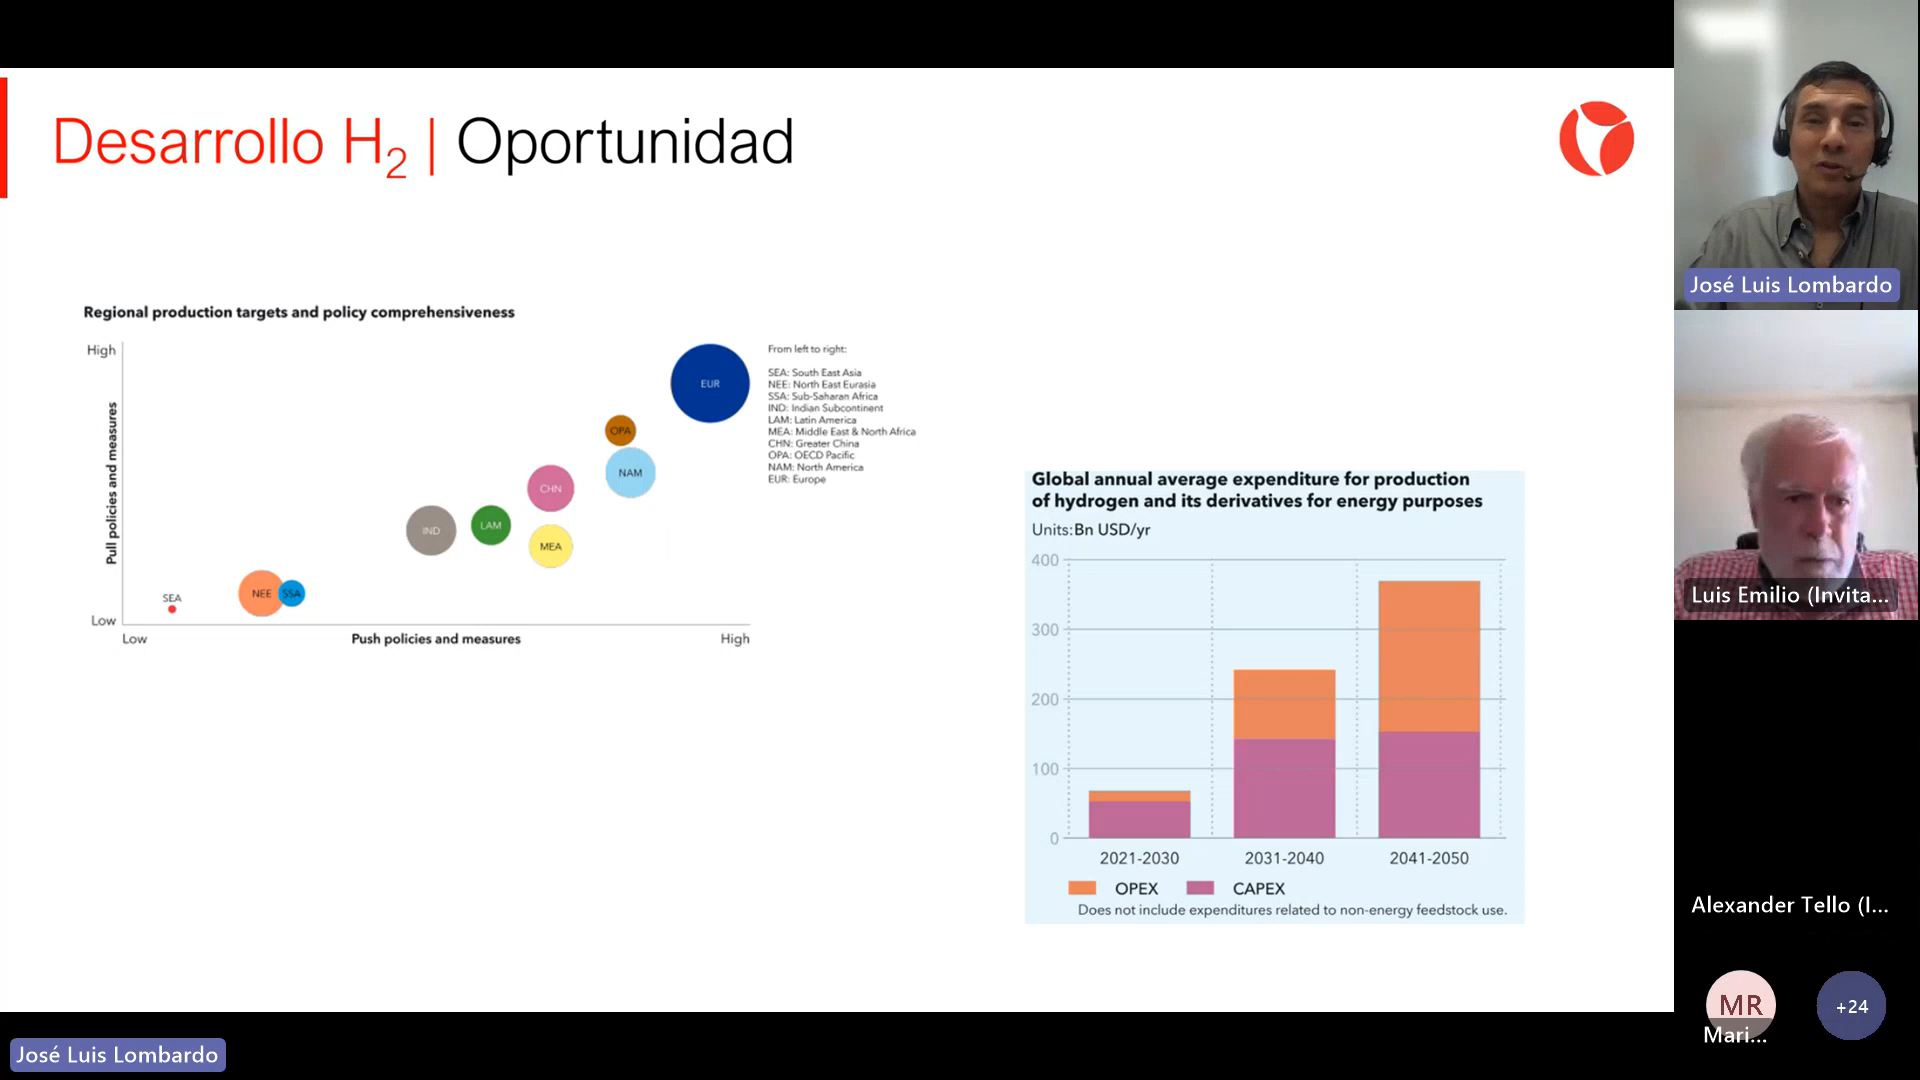 Desarrollo H2 | Oportunidad
Regional production targets and policy comprehensiveness
High
Pull policies and measures
Low
Low
Push policies and measures
High
SEA
NEE
SSA
IND
LAM
CHN
MEA
OPA
NAM
EUR
From left to right:
SEA: South East Asia
NEE: North East Eurasia
SSA: Sub-Saharan Africa
IND: Indian Subcontinent
LAM: Latin America
MEA: Middle East & North Africa
CHN: Greater China
OPA: OECD Pacific
NAM: North America
EUR: Europe
Global annual average expenditure for production
of hydrogen and its derivatives for energy purposes
Units: Bn USD/yr
400
300
200
100
0
2021-2030
2031-2040
2041-2050
OPEX
CAPEX
Does not include expenditures related to non-energy feedstock use.
José Luis Lombardo
Luis Emilio (Invita...
Alexander Tello (I...
MR
Mari...
+24
José Luis Lombardo